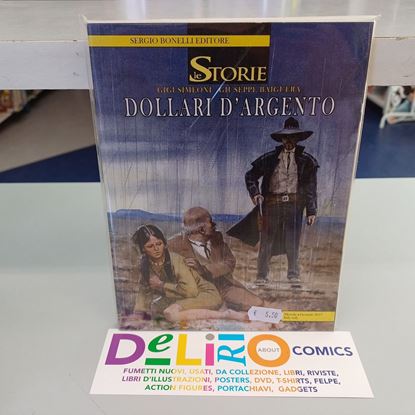 SERGIO BONELLI EDITORE
Le STORIE
GIGI SIMEONI GIUSEPPE BAIGUERA
DOLLARI D'ARGENTO
€ 5.50
DeLiRiO ABOUT COMICS
FUMETTI NUOVI, USATI, DA COLLEZIONE, LIBRI, RIVISTE,
LIBRI D'ILLUSTRAZIONI, POSTERS, DVD, T-SHIRTS, FELPE,
ACTION FIGURES, PORTACHIAVI, GADGETS